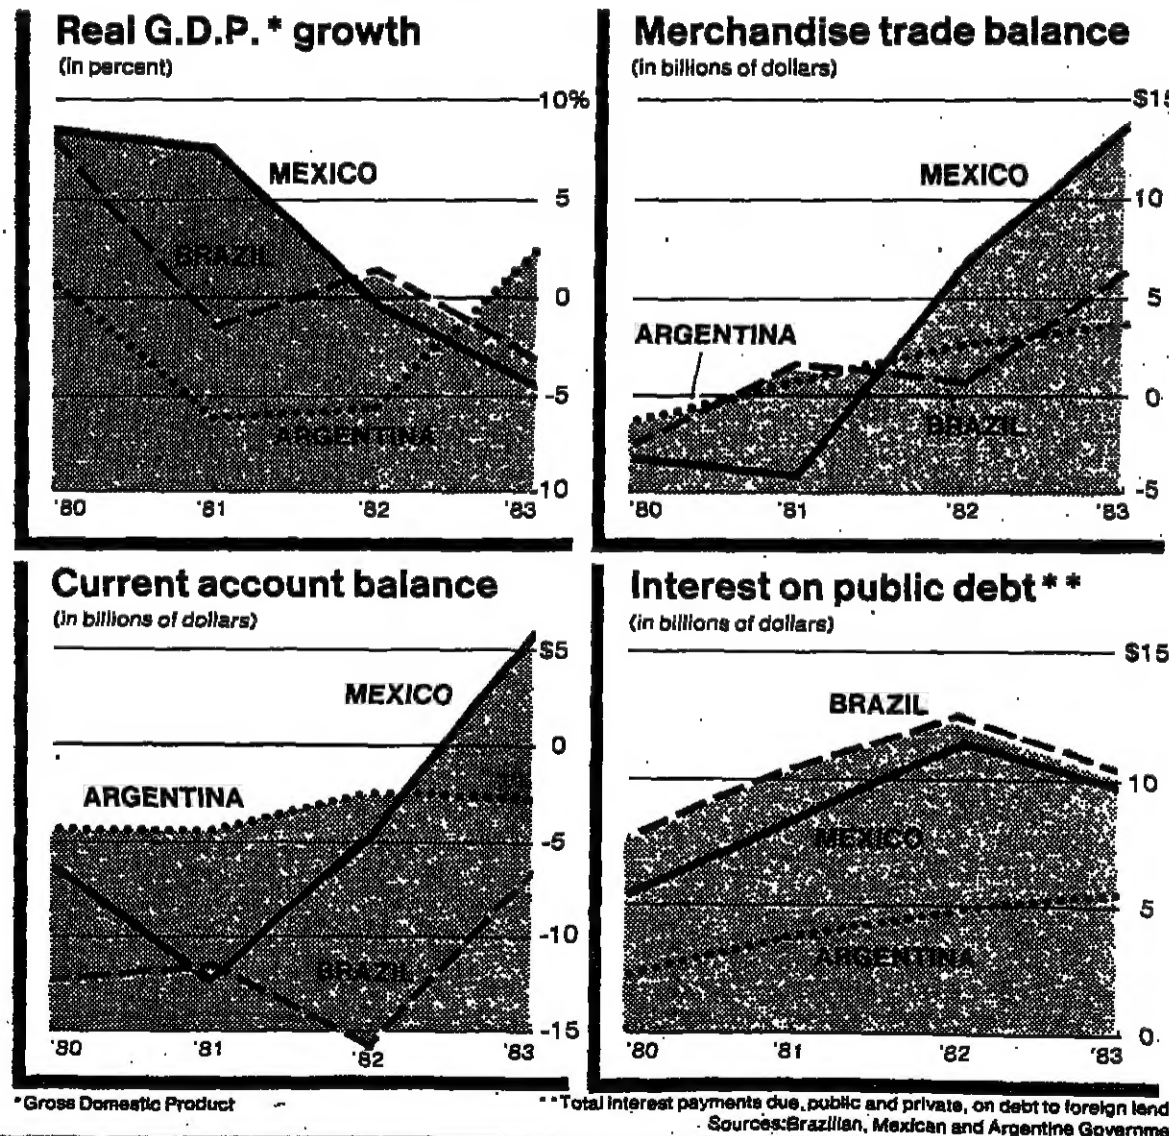 Real G.D.P.* growth
(in percent)
10%
MEXICO
5
BRAZIL
0
-5
ARGENTINA
10
'80 '81 '82 '83
Merchandise trade balance
(in billions of dollars)
$15
MEXICO
10
5
ARGENTINA
0
BRAZIL
-5
'80 '81 '82 '83
Current account balance
(in billions of dollars)
$5
MEXICO
0
ARGENTINA
-5
-10
BRAZIL
-15
'80 '81 '82 '83
Interest on public debt**
(in billions of dollars)
$15
BRAZIL
10
MEXICO
5
ARGENTINA
0
'80 '81 '82 '83
*Gross Domestic Product
**Total interest payments due, public and private, on debt to foreign lend
Sources: Brazilian, Mexican and Argentine Governme